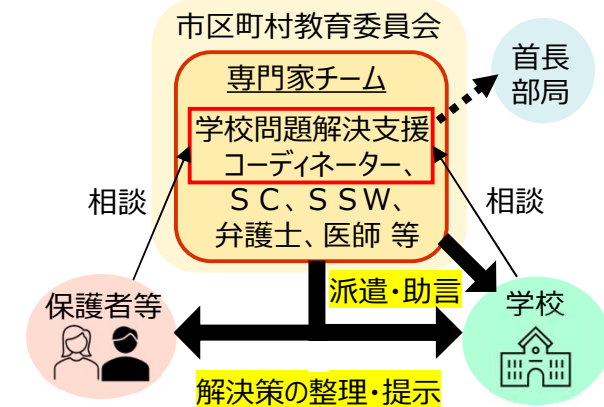 市区町村教育委員会
専門家チーム
学校問題解決支援
コーディネーター、
ＳＣ、ＳＳＷ、
弁護士、医師 等
首長
部局
相談
相談
保護者等
派遣・助言
学校
解決策の整理・提示